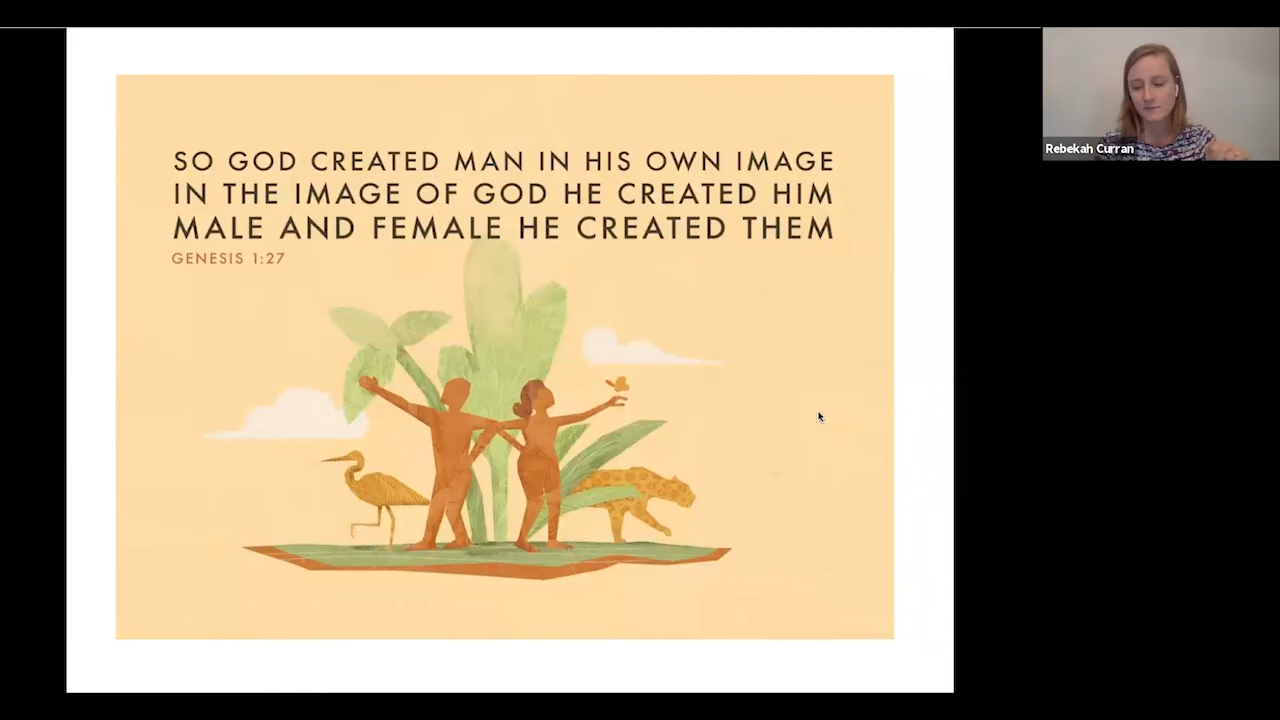 SO GOD CREATED MAN IN HIS OWN IMAGE
IN THE IMAGE OF GOD HE CREATED HIM
MALE AND FEMALE HE CREATED THEM
GENESIS 1:27
Rebekah Curran